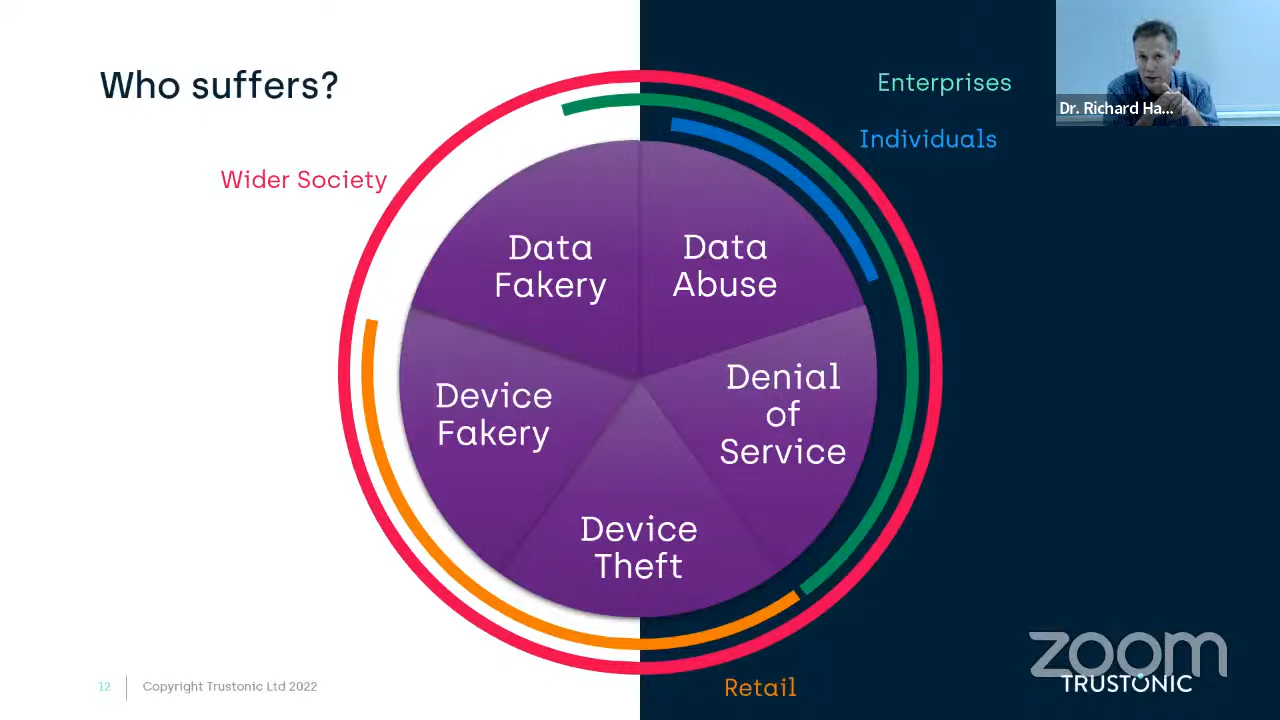 Who suffers?
Enterprises
Dr. Richard Ha...
Individuals
Wider Society
Data
Fakery
Data
Abuse
Denial
of
Service
Device
Fakery
Device
Theft
Retail
12
Copyright Trustonic Ltd 2022
zoom
TRUSTONIC